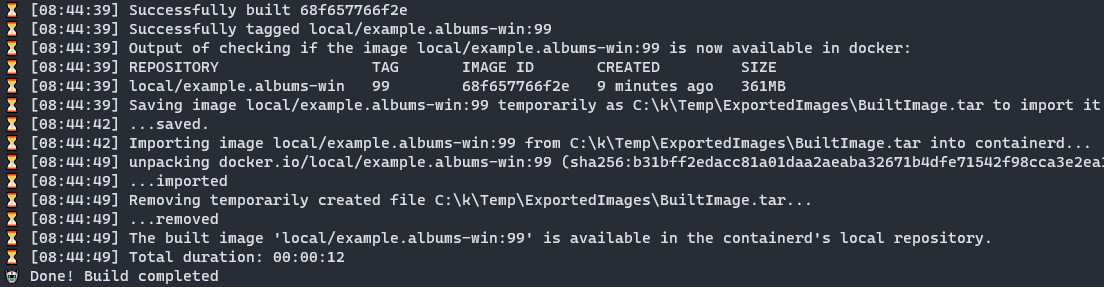 [08:44:39] Successfully built 68f657766f2e
[08:44:39] Successfully tagged local/example.albums-win:99
[08:44:39] Output of checking if the image local/example.albums-win:99 is now available in docker:
[08:44:39] REPOSITORY                 TAG       IMAGE ID       CREATED         SIZE
[08:44:39] local/example.albums-win   99        68f657766f2e   9 minutes ago   361MB
[08:44:39] Saving image local/example.albums-win:99 temporarily as C:\k\Temp\ExportedImages\BuiltImage.tar to import it
[08:44:42] ...saved.
[08:44:42] Importing image local/example.albums-win:99 from C:\k\Temp\ExportedImages\BuiltImage.tar into containerd...
[08:44:49] unpacking docker.io/local/example.albums-win:99 (sha256:b31bff2edacc81a01daa2aeaba32671b4dfe71542f98cca3e2ea
[08:44:49] ...imported
[08:44:49] Removing temporarily created file C:\k\Temp\ExportedImages\BuiltImage.tar...
[08:44:49] ...removed
[08:44:49] The built image 'local/example.albums-win:99' is available in the containerd's local repository.
[08:44:49] Total duration: 00:00:12
Done! Build completed